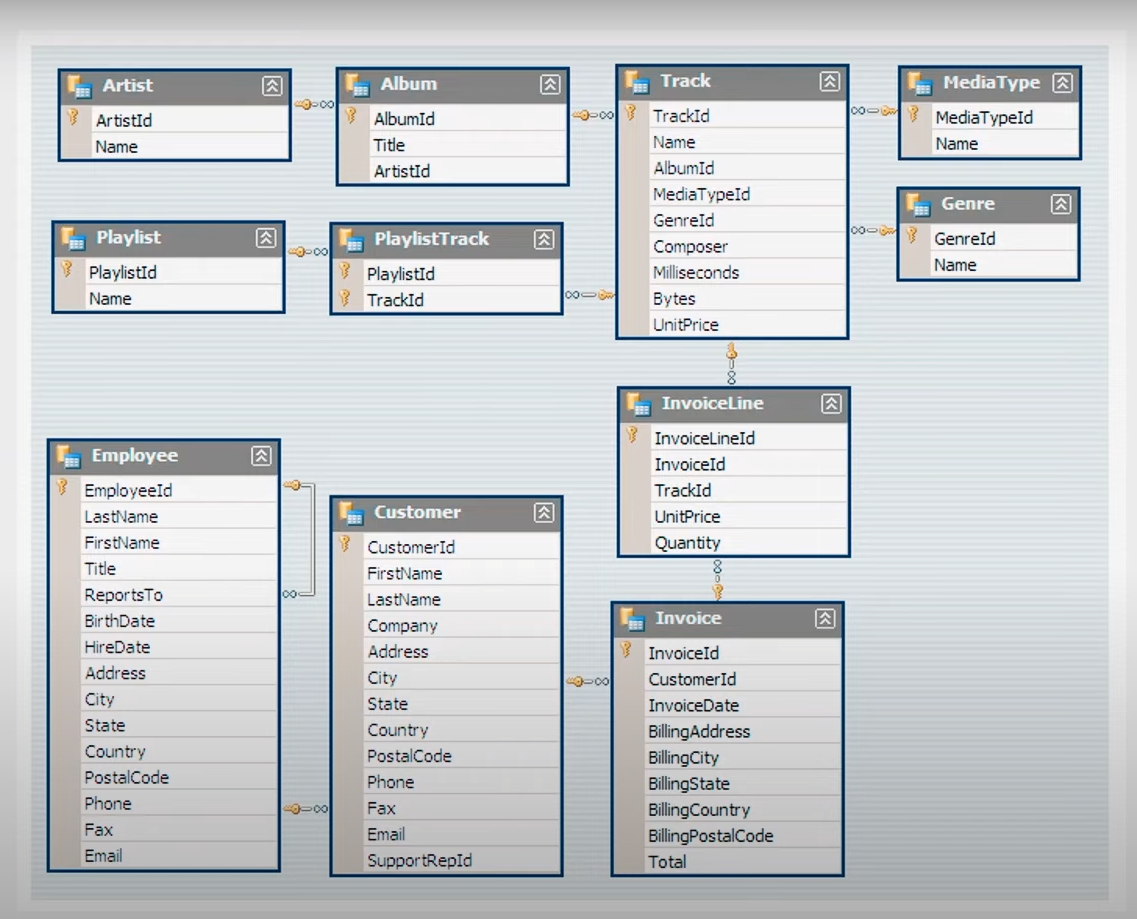 Artist
ArtistId
Name
Album
AlbumId
Title
ArtistId
Track
TrackId
Name
AlbumId
MediaTypeId
GenreId
Composer
Milliseconds
Bytes
UnitPrice
MediaType
MediaTypeId
Name
Genre
GenreId
Name
Playlist
PlaylistId
Name
PlaylistTrack
PlaylistId
TrackId
InvoiceLine
InvoiceLineId
InvoiceId
TrackId
UnitPrice
Quantity
Employee
EmployeeId
LastName
FirstName
Title
ReportsTo
BirthDate
HireDate
Address
City
State
Country
PostalCode
Phone
Fax
Email
Customer
CustomerId
FirstName
LastName
Company
Address
City
State
Country
PostalCode
Phone
Fax
Email
SupportRepId
Invoice
InvoiceId
CustomerId
InvoiceDate
BillingAddress
BillingCity
BillingState
BillingCountry
BillingPostalCode
Total